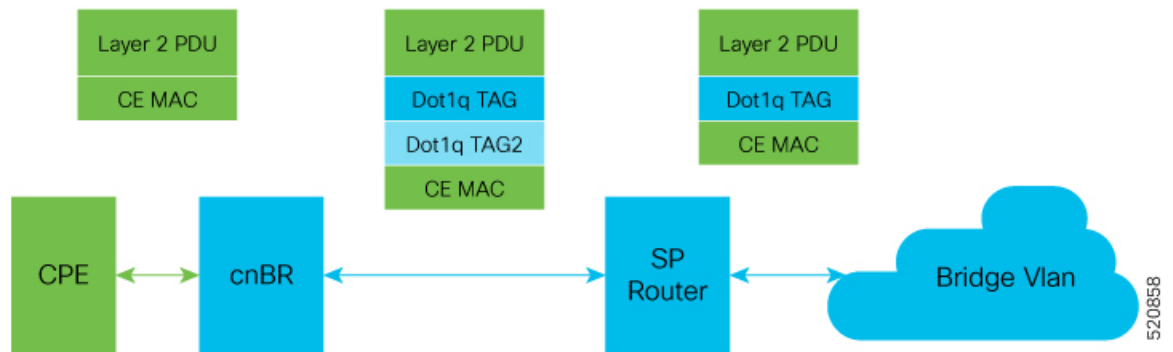 Layer 2 PDU
CE MAC
Layer 2 PDU
Dot1q TAG
Dot1q TAG2
CE MAC
Layer 2 PDU
Dot1q TAG
CE MAC
CPE
cnBR
SP
Router
Bridge Vlan
520858